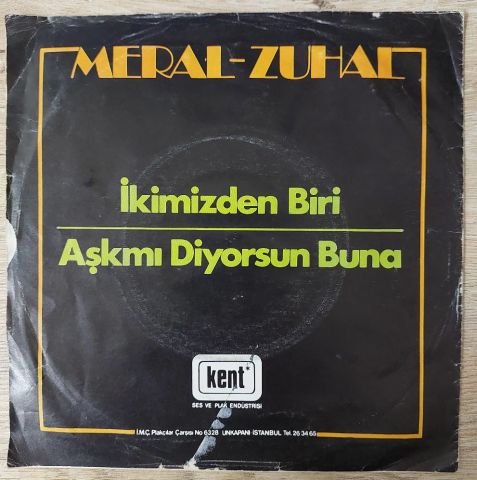 MERAL-ZUHAL
İkimizden Biri
Aşkmı Diyorsun Buna
kent*
SES VE PLAK ENDÜSTRİSİ
İ.M.Ç. Plakçılar Çarşısı No 6328 UNKAPANI İSTANBUL Tel. 26 34 65